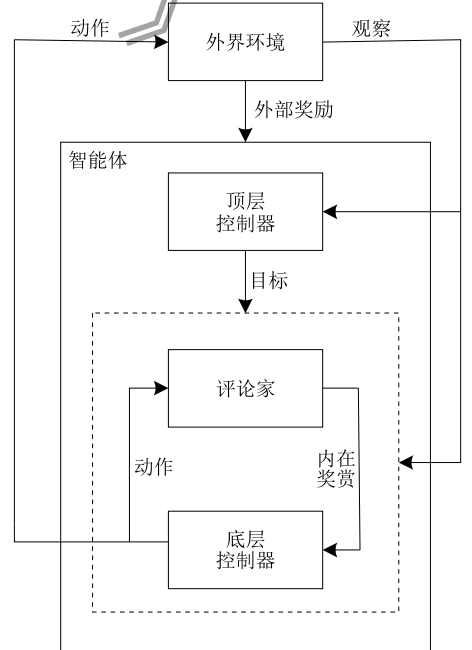 动作
外界环境
观察
外部奖励
智能体
顶层
控制器
目标
评论家
动作
内在
奖赏
底层
控制器